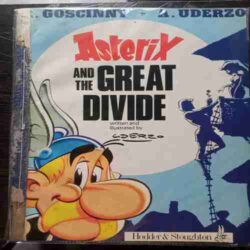 R. GOSCINNY + A. UDERZO
Asterix
AND THE GREAT
DIVIDE
written and
illustrated by
UDERZO
Hodder & Stoughton